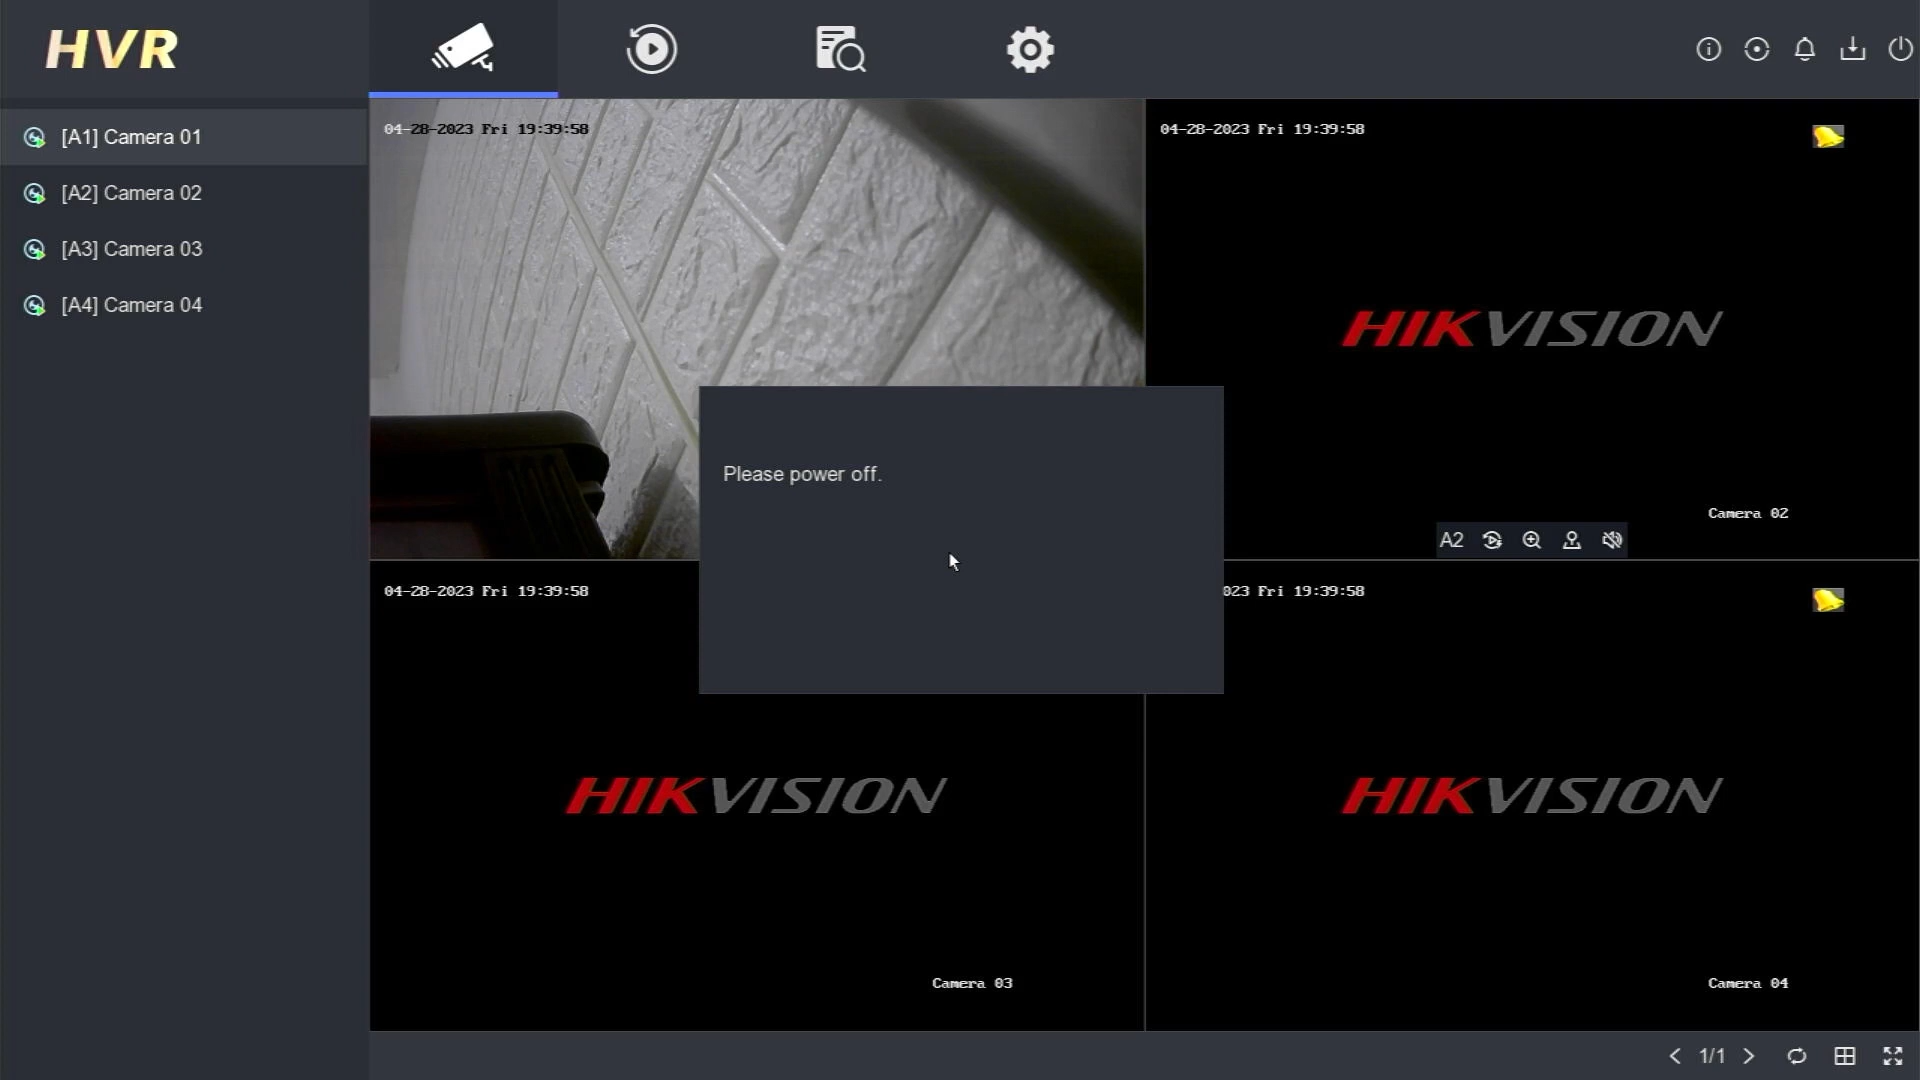 HVR
[A1] Camera 01
[A2] Camera 02
[A3] Camera 03
[A4] Camera 04
04-28-2023 Fri 19:39:58
04-28-2023 Fri 19:39:58
HIKVISION
Camera 02
A2
Please power off.
04-28-2023 Fri 19:39:58
023 Fri 19:39:58
HIKVISION
HIKVISION
Camera 03
Camera 04
1/1